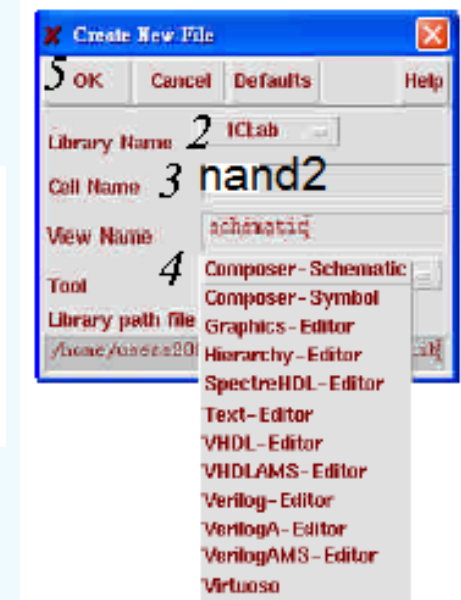 Create New File
5 OK Cancel Defaults Help
Library Name 2 ICLab
Cell Name 3 nand2
View Name schematic
Tool 4 Composer-Schematic
Composer-Symbol
Library path file
Graphics-Editor
Hierarchy-Editor
SpectreHDL-Editor
Text-Editor
VHDL-Editor
VHDLAMS-Editor
Verilog-Editor
VerilogA-Editor
VerilogAMS-Editor
Virtuoso